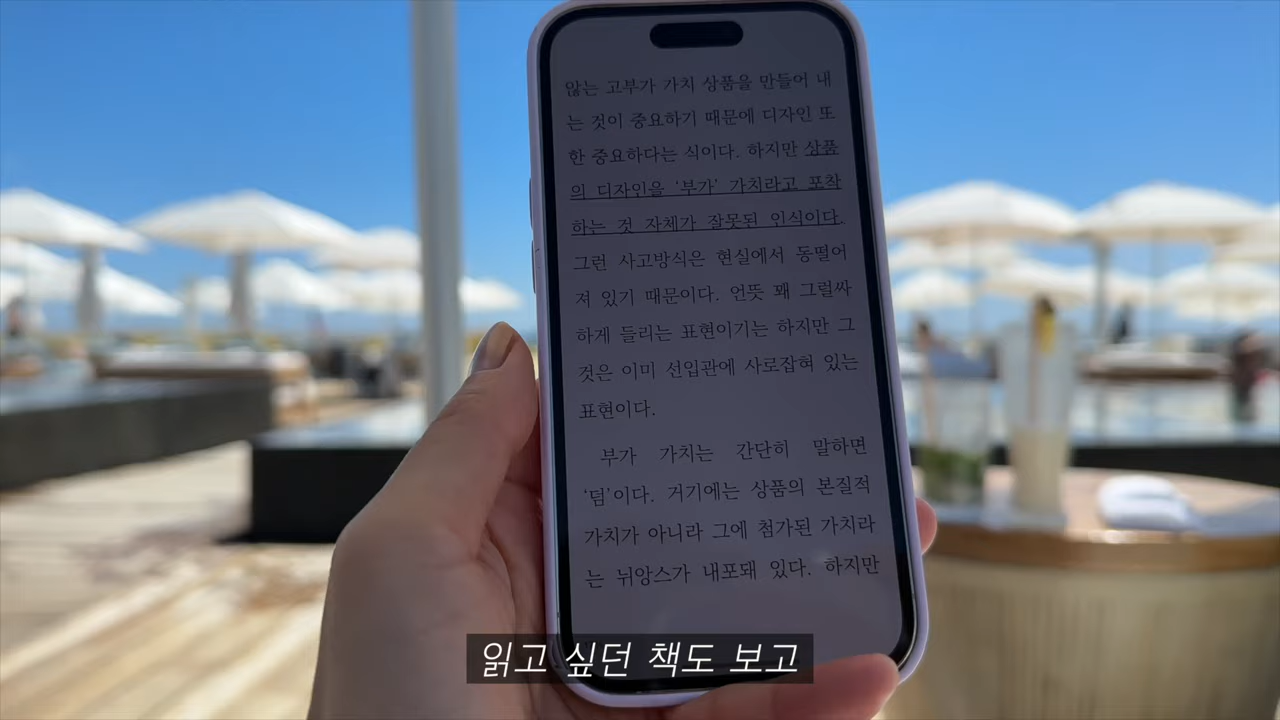 않는 고부가 가치 상품을 만들어 내
는 것이 중요하기 때문에 디자인 또
한 중요하다는 식이다. 하지만 상품
의 디자인을 ‘부가’ 가치라고 포착
하는 것 자체가 잘못된 인식이다.
그런 사고방식은 현실에서 동떨어
져 있기 때문이다. 언뜻 꽤 그럴싸
하게 들리는 표현이기는 하지만 그
것은 이미 선입관에 사로잡혀 있는
표현이다.
부가 가치는 간단히 말하면
‘덤’이다. 거기에는 상품의 본질적
가치가 아니라 그에 첨가된 가치라
는 뉘앙스가 내포돼 있다. 하지만
읽고 싶던 책도 보고